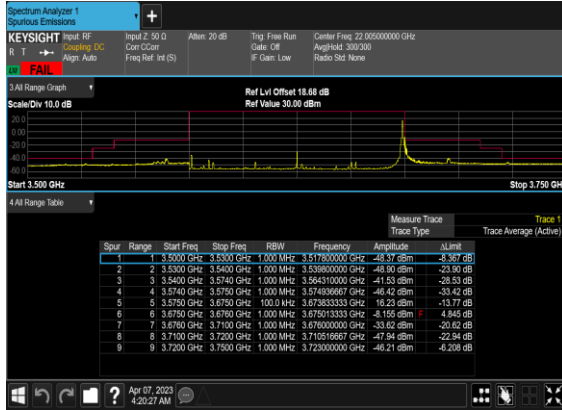 Spectrum Analyzer 1
Spurious Emissions
KEYSIGHT Input: RF Input Z: 50 Ω Atten: 20 dB Trig: Free Run Center Freq: 22.005000000 GHz
R T Coupling: DC Corr CCorr Gate: Off Avg|Hold: 300/300
Align: Auto Freq Ref: Int (S) IF Gain: Low Radio Std: None
FAIL
3 All Range Graph Ref Lvl Offset 18.68 dB
Scale/Div 10.0 dB Ref Value 30.00 dBm
20.0
0.00
-20.0
-40.0
-60.0
Start 3.500 GHz Stop 3.750 GH
4 All Range Table
Measure Trace Trace 1
Trace Type Trace Average (Active)
Spur Range Start Freq Stop Freq RBW Frequency Amplitude ΔLimit
1 1 3.5000 GHz 3.5300 GHz 1.000 MHz 3.517800000 GHz -48.37 dBm -8.367 dB
2 2 3.5300 GHz 3.5400 GHz 1.000 MHz 3.539800000 GHz -48.90 dBm -23.90 dB
3 3 3.5400 GHz 3.5740 GHz 1.000 MHz 3.564310000 GHz -41.53 dBm -28.53 dB
4 4 3.5740 GHz 3.5750 GHz 1.000 MHz 3.574936667 GHz -46.42 dBm -33.42 dB
5 5 3.5750 GHz 3.6750 GHz 100.0 kHz 3.673833333 GHz 16.23 dBm -13.77 dB
6 6 3.6750 GHz 3.6760 GHz 1.000 MHz 3.675013333 GHz -8.155 dBm F 4.845 dB
7 7 3.6760 GHz 3.7100 GHz 1.000 MHz 3.676000000 GHz -33.62 dBm -20.62 dB
8 8 3.7100 GHz 3.7200 GHz 1.000 MHz 3.710516667 GHz -47.94 dBm -22.94 dB
9 9 3.7200 GHz 3.7500 GHz 1.000 MHz 3.723000000 GHz -46.21 dBm -6.208 dB
? Apr 07, 2023
4:20:27 AM